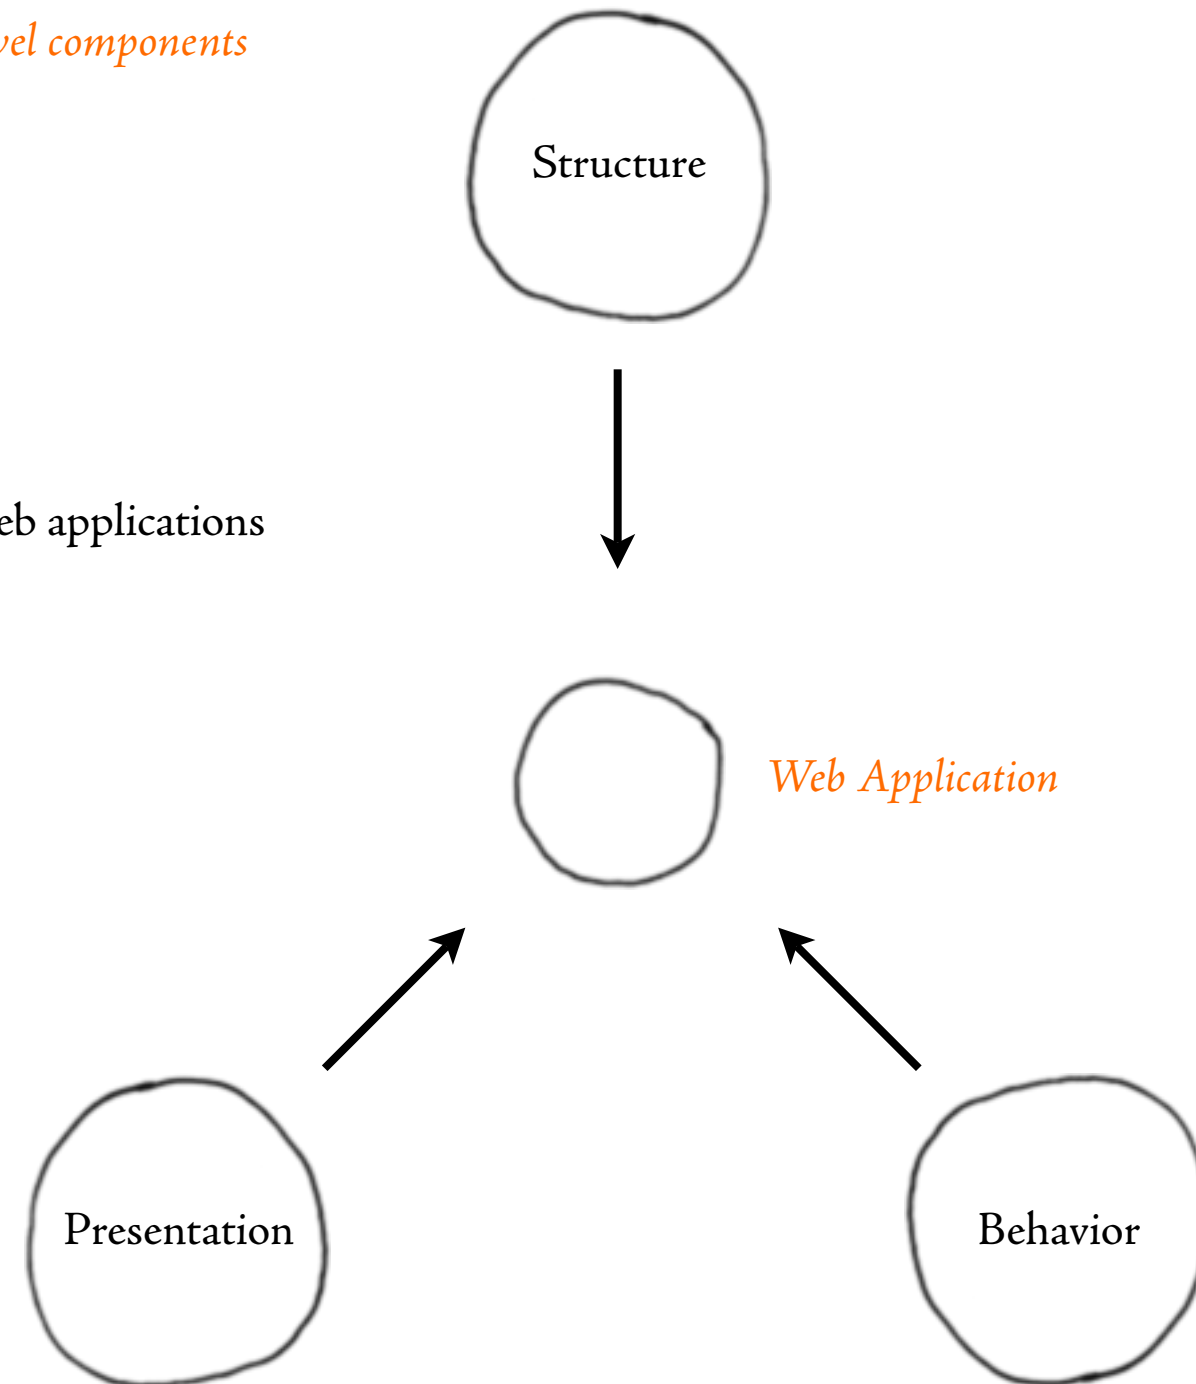 vel components
Structure
eb applications
Web Application
Presentation
Behavior